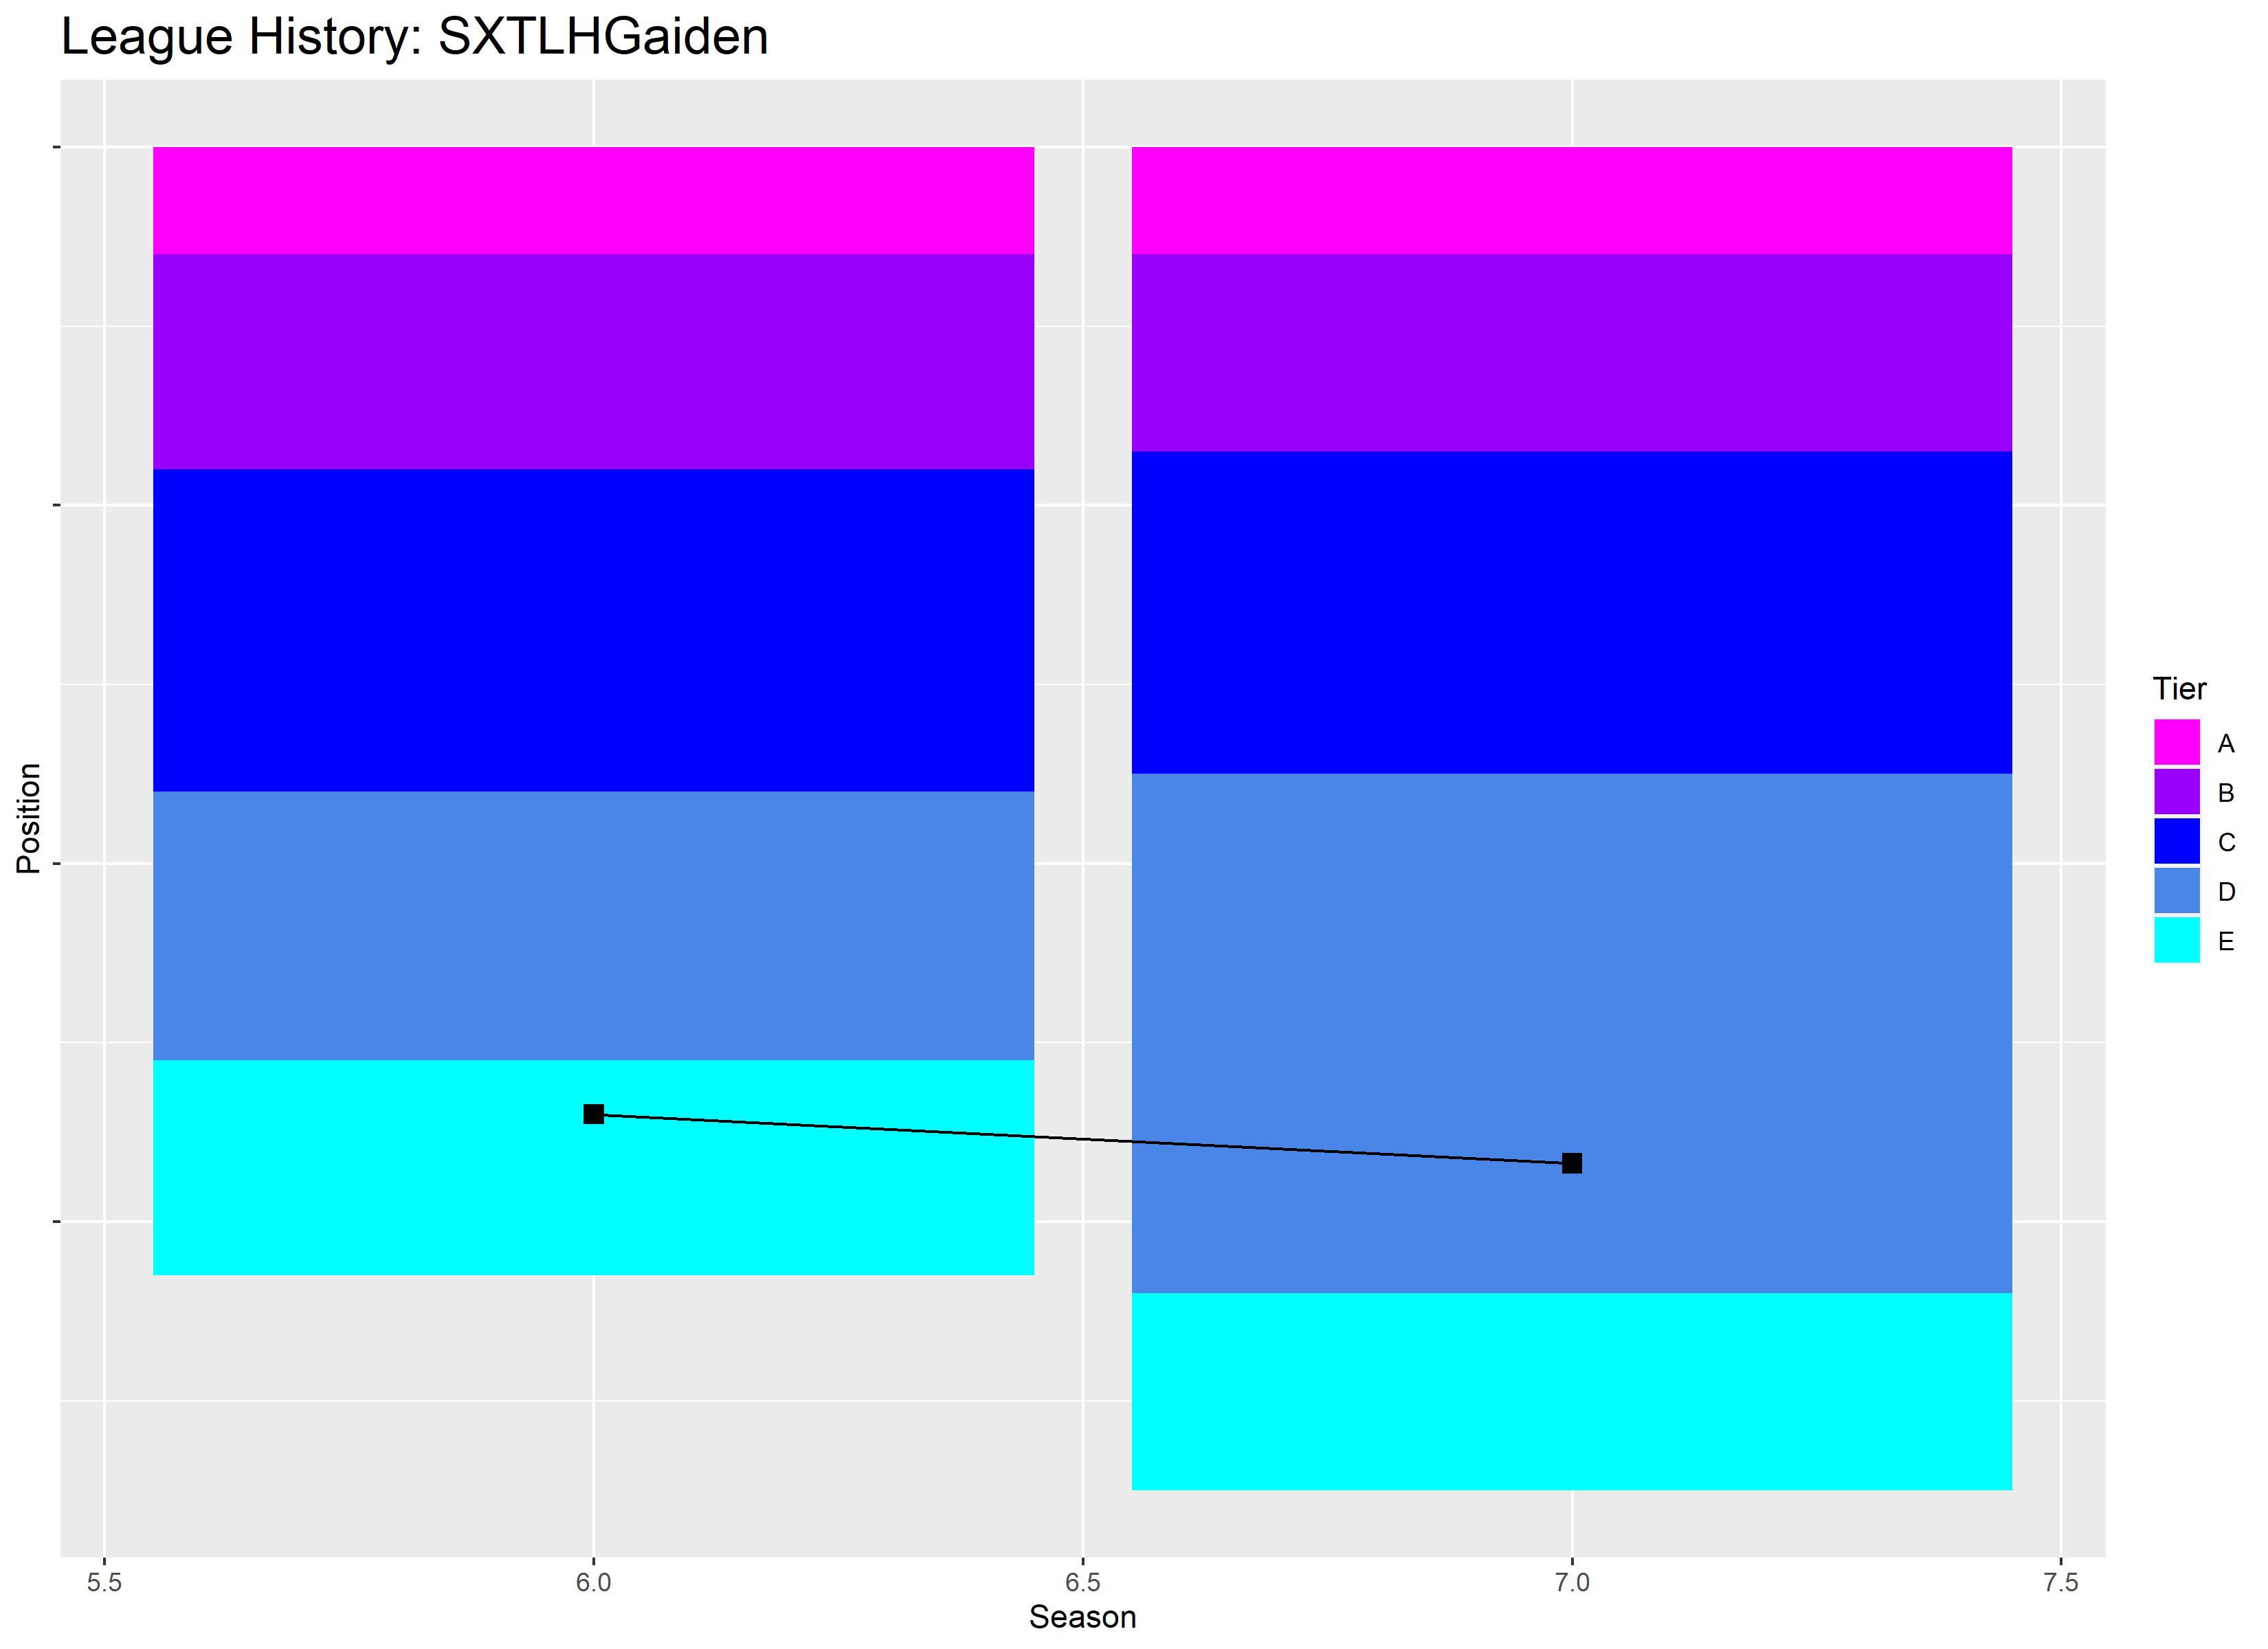 League History: SXTLHGaiden
Position
Tier
A
B
C
D
E
5.5
6.0
6.5
7.0
7.5
Season